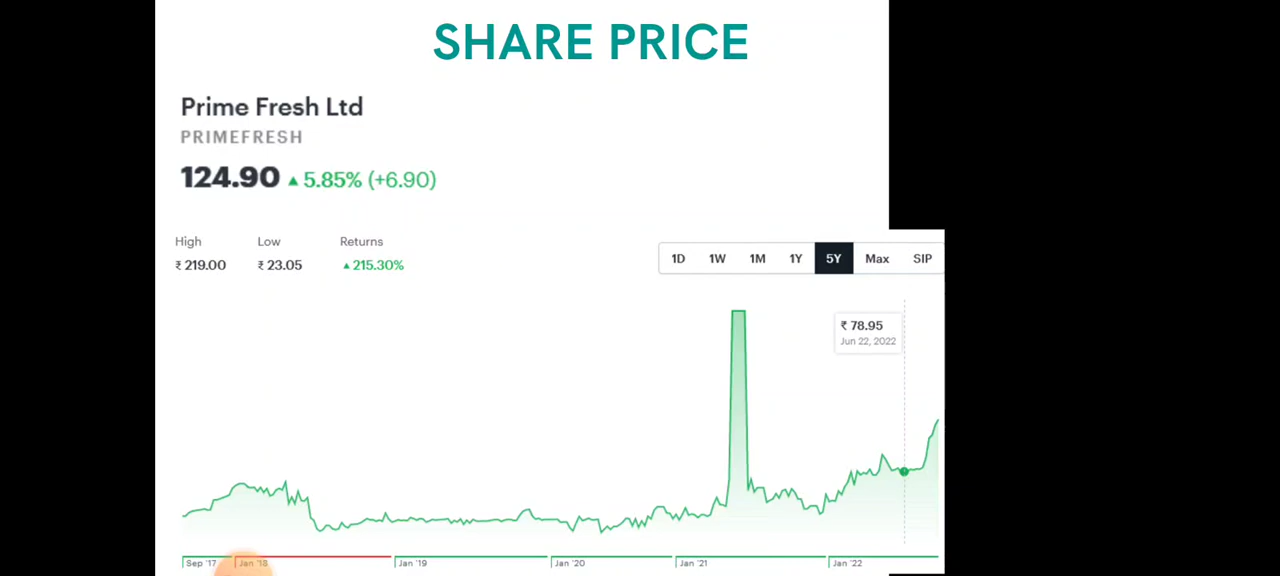 SHARE PRICE
Prime Fresh Ltd
PRIMEFRESH
124.90 ▲ 5.85% (+6.90)
High Low Returns
₹ 219.00 ₹ 23.05 ▲ 215.30%
1D 1W 1M 1Y 5Y Max SIP
₹ 78.95
Jun 22, 2022
Sep '17 Jan '18 Jan '19 Jan '20 Jan '21 Jan '22